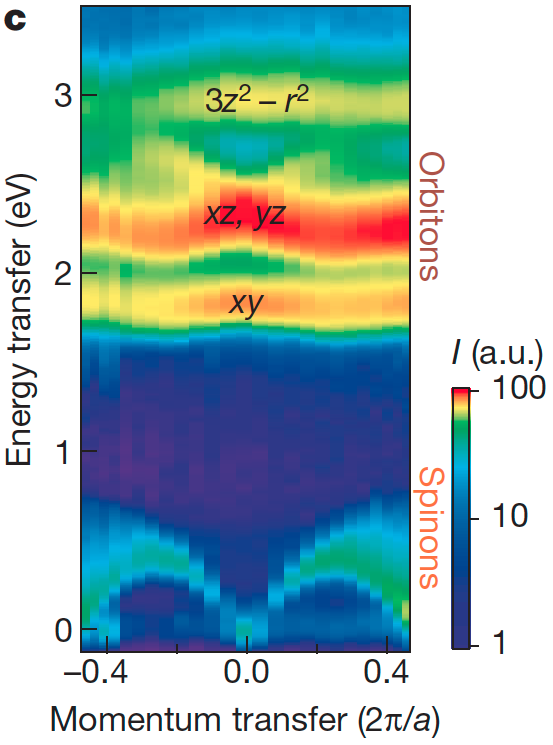 c
3
2
1
0
Energy transfer (eV)
3z² – r²
xz, yz
xy
Orbitons
Spinons
I (a.u.)
100
10
1
–0.4
0.0
0.4
Momentum transfer (2π/a)